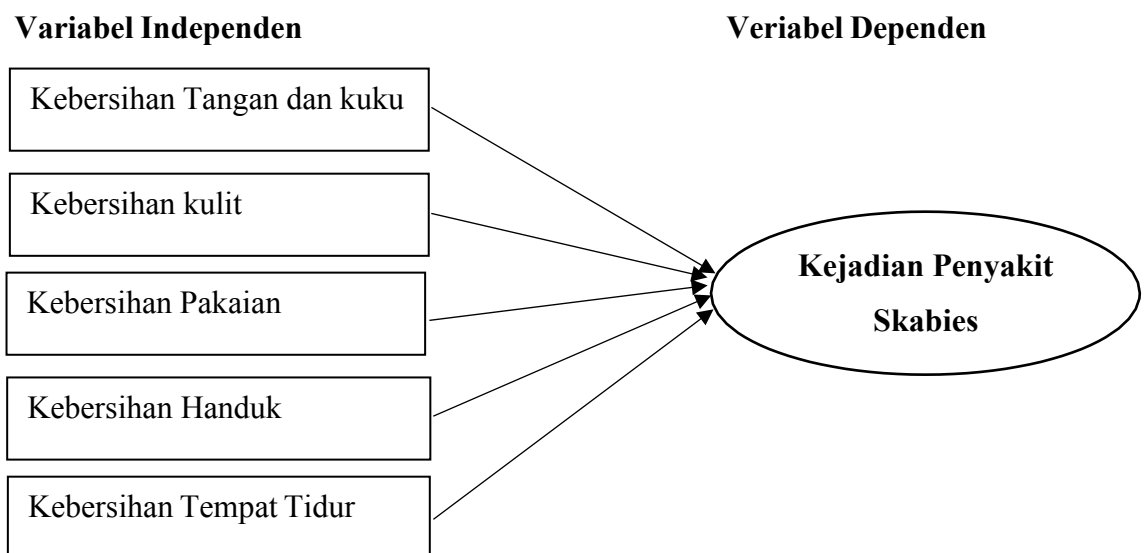 Variabel Independen
Veriabel Dependen
Kebersihan Tangan dan kuku
Kebersihan kulit
Kebersihan Pakaian
Kebersihan Handuk
Kebersihan Tempat Tidur
Kejadian Penyakit
Skabies